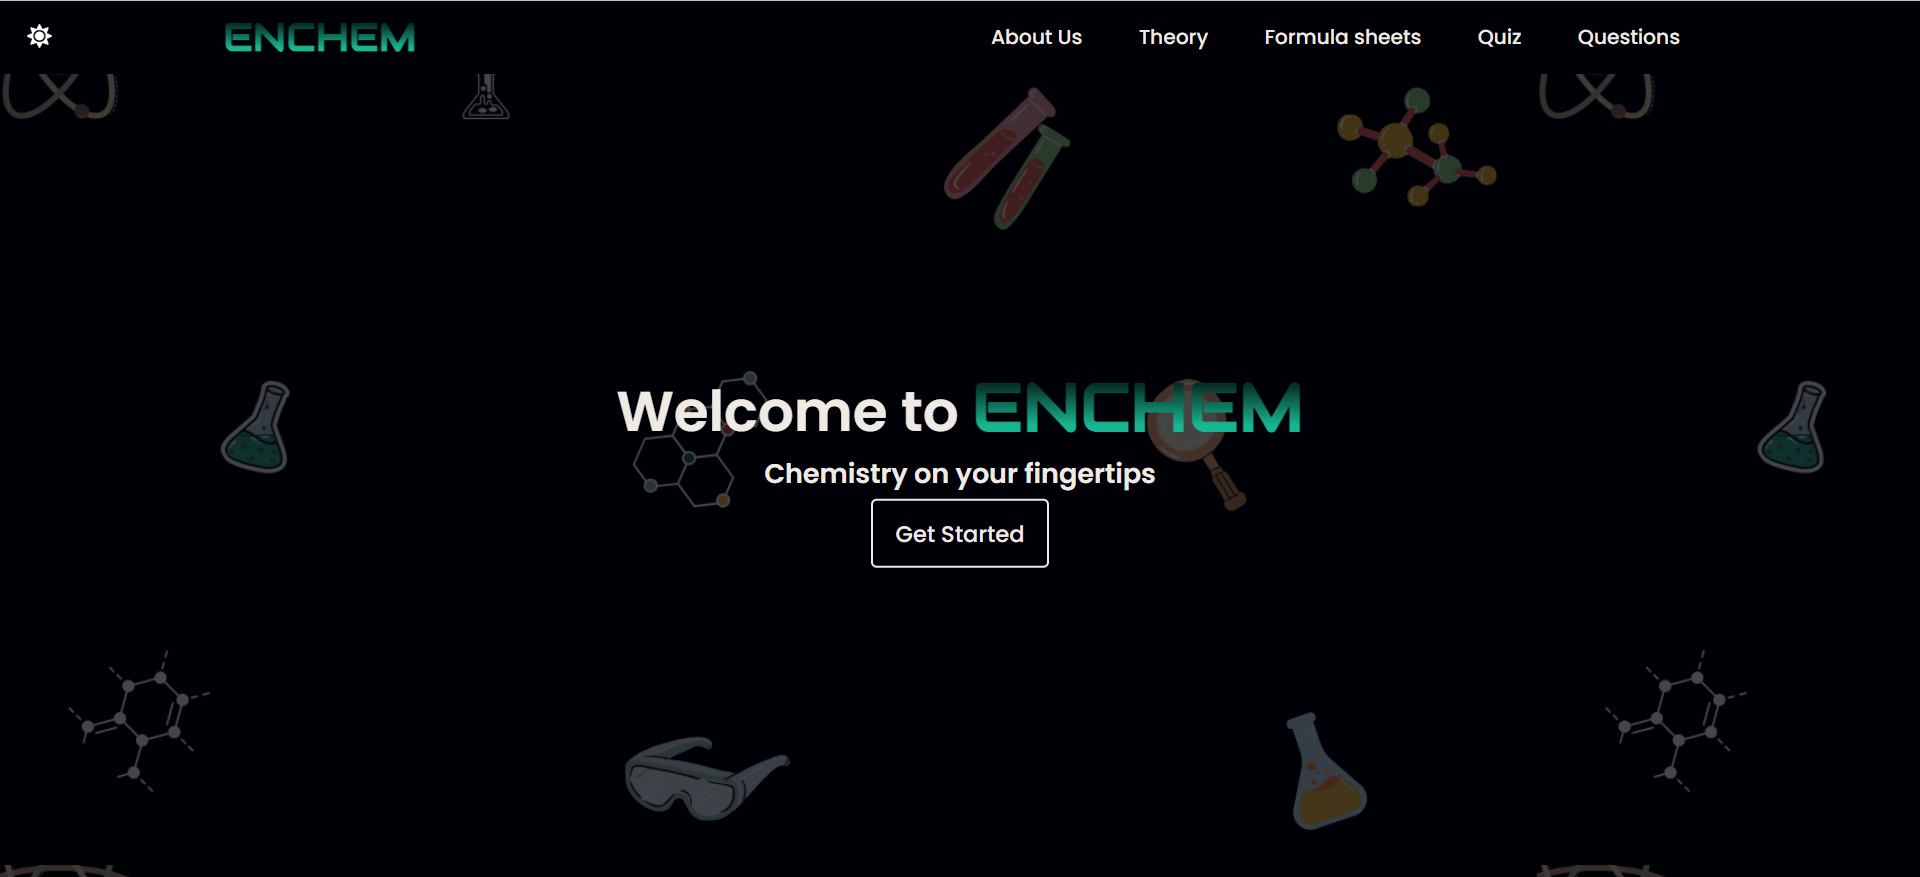 ENCHEM
About Us
Theory
Formula sheets
Quiz
Questions
Welcome to ENCHEM
Chemistry on your fingertips
Get Started